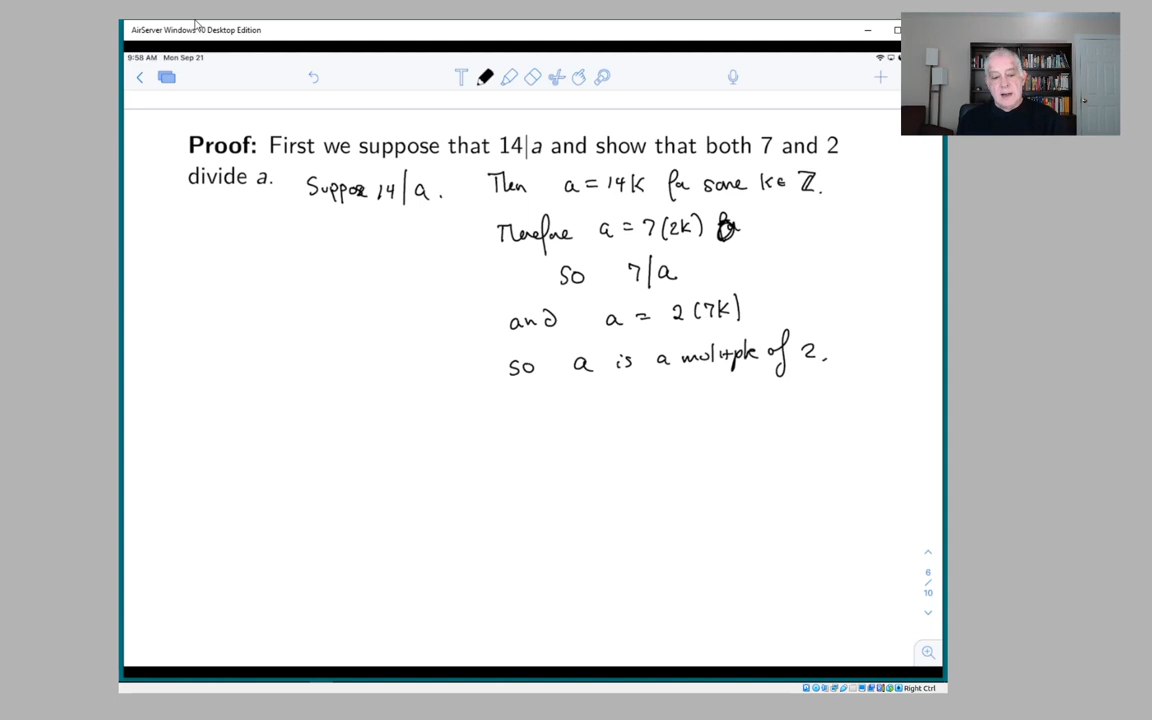 AirServer Windows 10 Desktop Edition
9:58 AM Mon Sep 21
Proof: First we suppose that 14|a and show that both 7 and 2
divide a. Suppose 14|a. Then a = 14K for some K ∈ ℤ.
Therefore a = 7(2K)
so 7|a
and a = 2(7K)
so a is a multiple of 2.
6
/
10
Right Ctrl